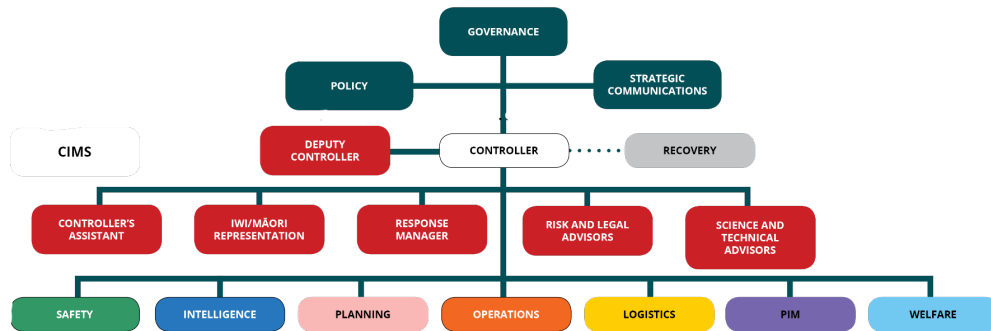 GOVERNANCE
POLICY
STRATEGIC
COMMUNICATIONS
CIMS
DEPUTY
CONTROLLER
CONTROLLER
RECOVERY
CONTROLLER'S
ASSISTANT
IWI/MĀORI
REPRESENTATION
RESPONSE
MANAGER
RISK AND LEGAL
ADVISORS
SCIENCE AND
TECHNICAL
ADVISORS
SAFETY
INTELLIGENCE
PLANNING
OPERATIONS
LOGISTICS
PIM
WELFARE